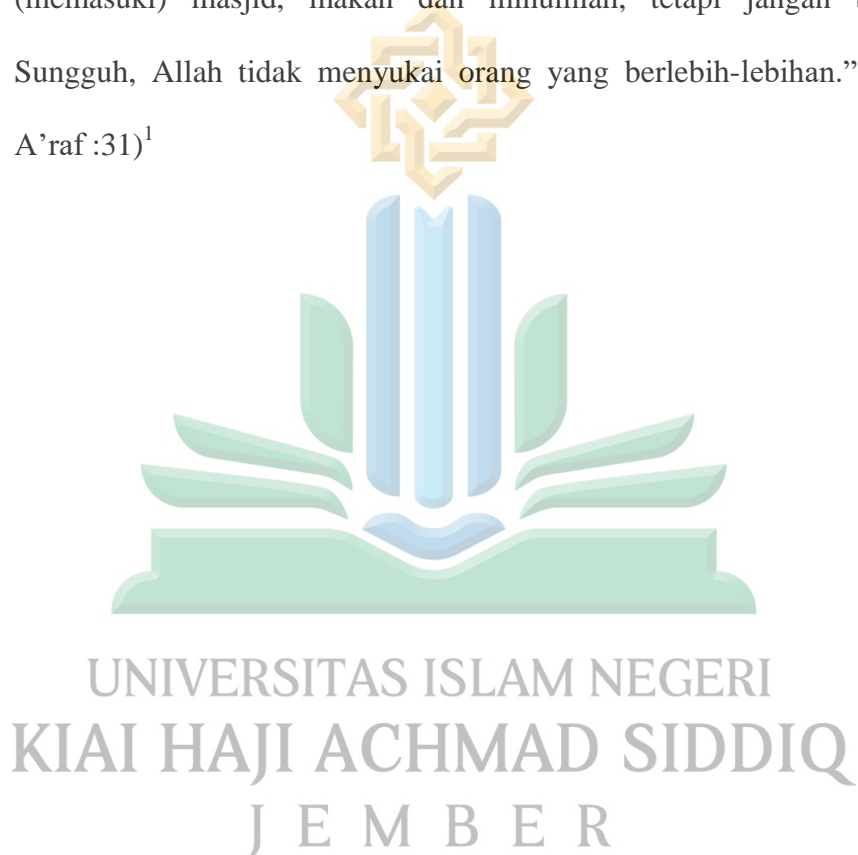 (memasuki) masjid, makan dan minumlah, tetapi jangan
Sungguh, Allah tidak menyukai orang yang berlebih-lebihan.”
A’raf :31)1
UNIVERSITAS ISLAM NEGERI
KIAI HAJI ACHMAD SIDDIQ
JEMBER